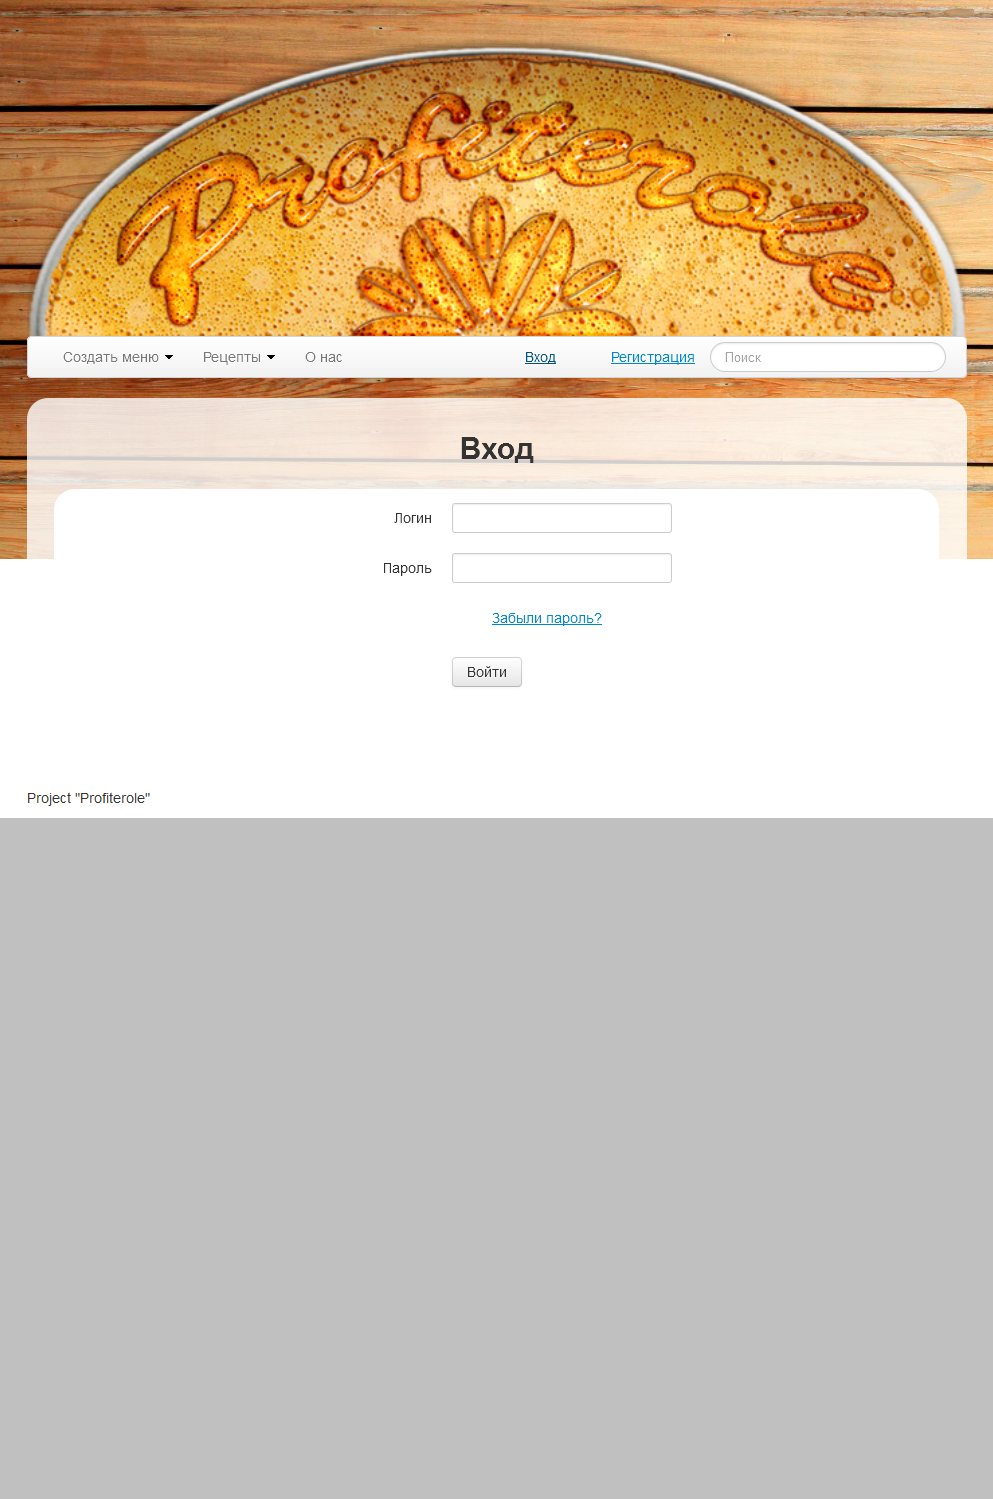 Profiterole
Создать меню Рецепты О нас Вход Регистрация Поиск
Вход
Логин
Пароль
Забыли пароль?
Войти
Project "Profiterole"